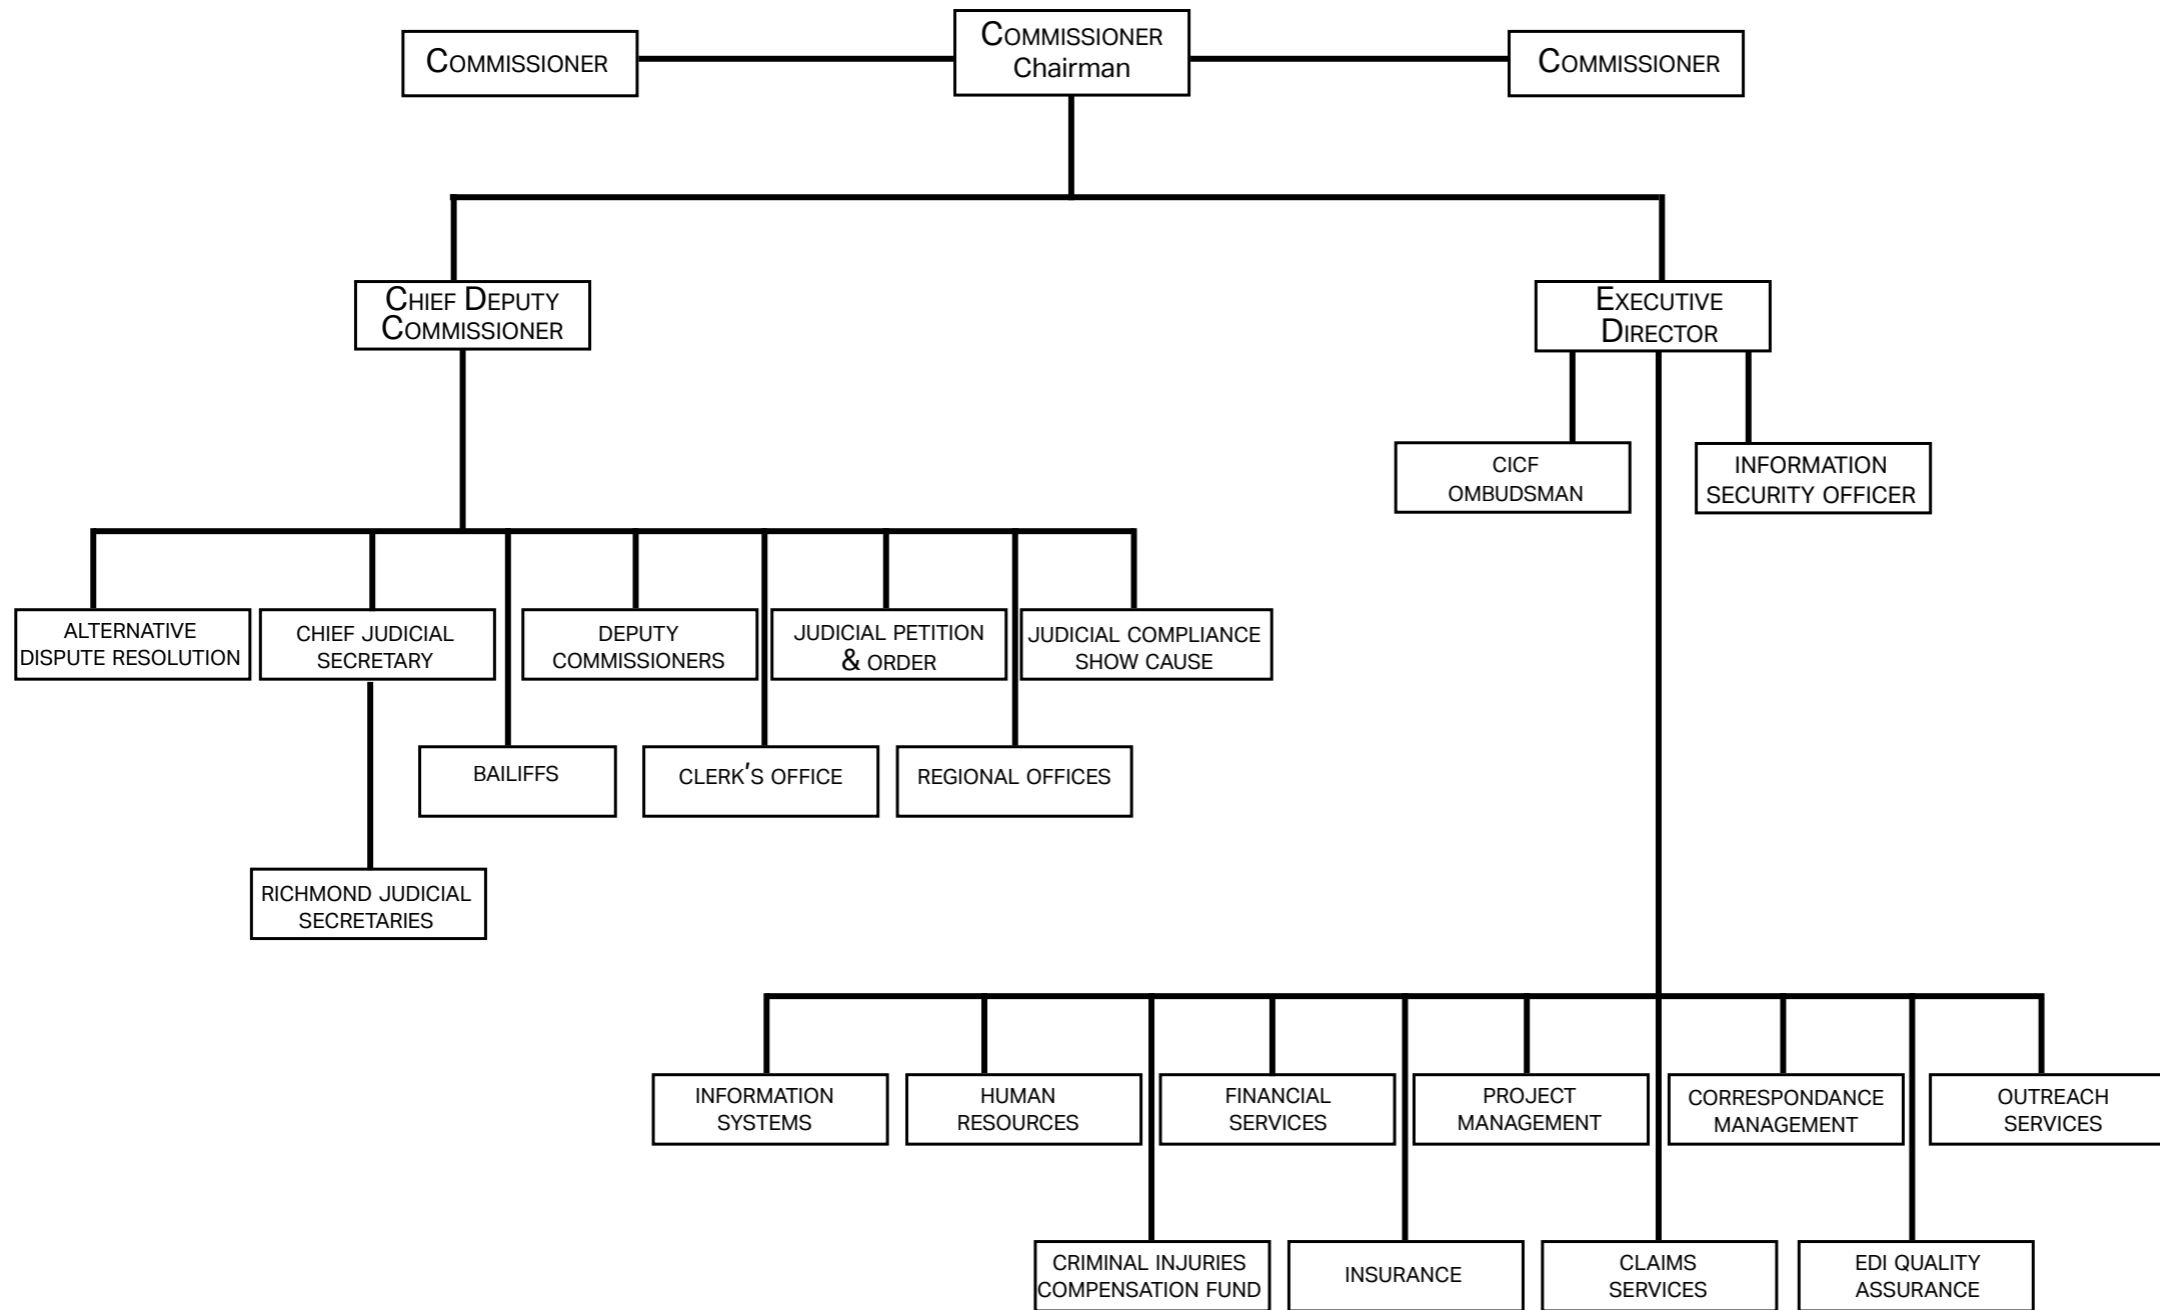 COMMISSIONER
COMMISSIONER
Chairman
COMMISSIONER
CHIEF DEPUTY
COMMISSIONER
EXECUTIVE
DIRECTOR
CICF
OMBUDSMAN
INFORMATION
SECURITY OFFICER
ALTERNATIVE
DISPUTE RESOLUTION
CHIEF JUDICIAL
SECRETARY
DEPUTY
COMMISSIONERS
JUDICIAL PETITION
& ORDER
JUDICIAL COMPLIANCE
SHOW CAUSE
BAILIFFS
CLERK'S OFFICE
REGIONAL OFFICES
RICHMOND JUDICIAL
SECRETARIES
INFORMATION
SYSTEMS
HUMAN
RESOURCES
FINANCIAL
SERVICES
PROJECT
MANAGEMENT
CORRESPONDANCE
MANAGEMENT
OUTREACH
SERVICES
CRIMINAL INJURIES
COMPENSATION FUND
INSURANCE
CLAIMS
SERVICES
EDI QUALITY
ASSURANCE